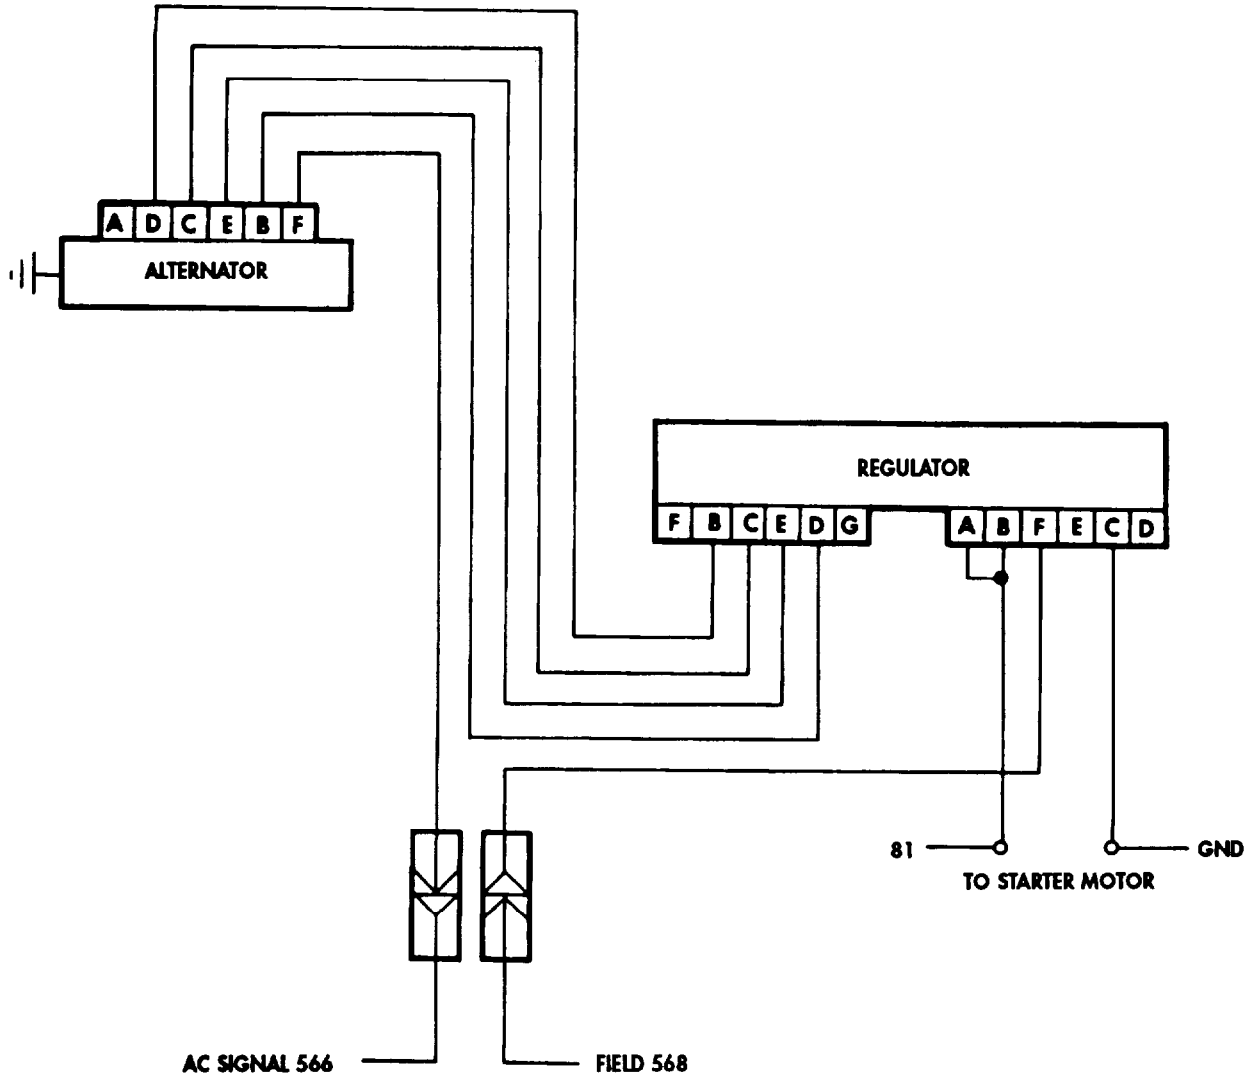 A D C E B F
ALTERNATOR
REGULATOR
F B C E D G
A B F E C D
81
GND
TO STARTER MOTOR
AC SIGNAL 566
FIELD 568